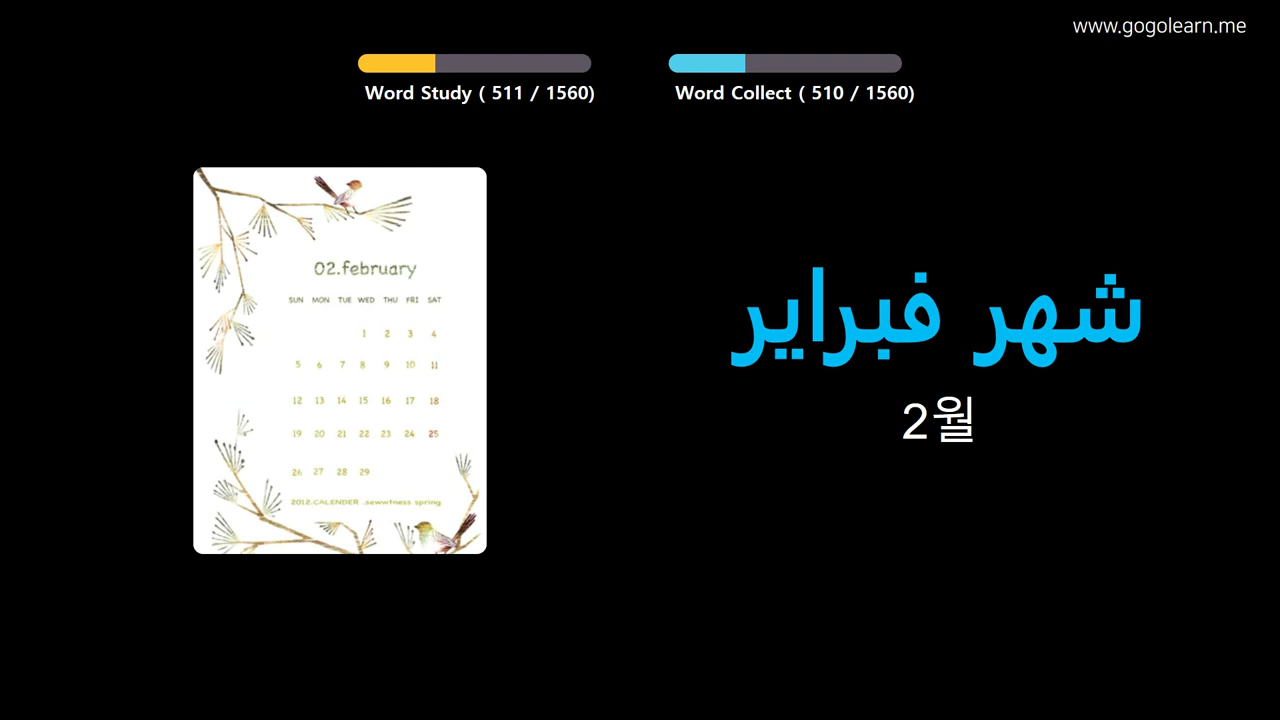 www.gogolearn.me
Word Study ( 511 / 1560)
Word Collect ( 510 / 1560)
02.february
SUN MON TUE WED THU FRI SAT
1 2 3 4
5 6 7 8 9 10 11
12 13 14 15 16 17 18
19 20 21 22 23 24 25
26 27 28 29
2012.CALENDER .sewwtness spring
شهر فبراير
2월